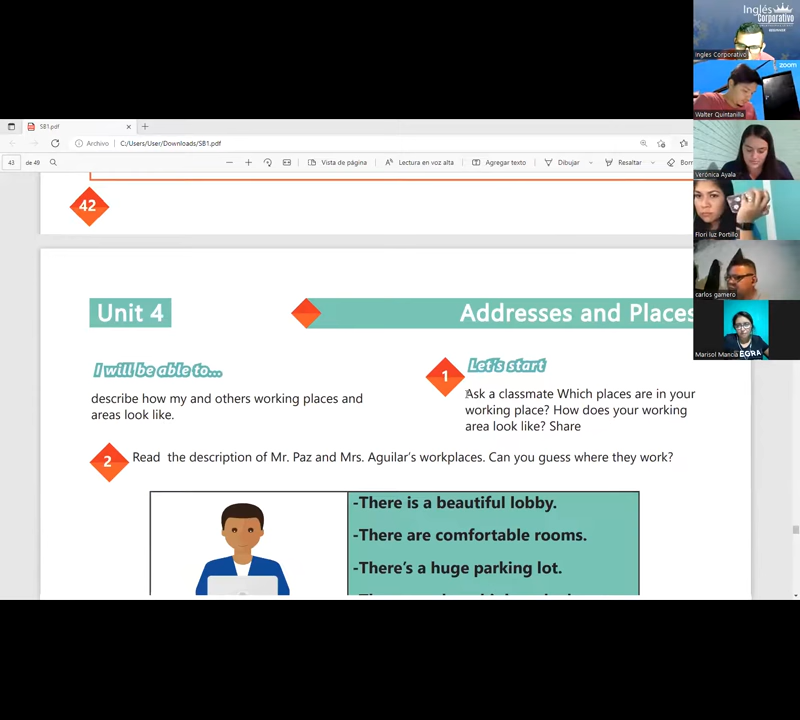 Inglés
Corporativo
BEGINNER
Ingles Corporativo
zoom
Walter Quintanilla
Verónica Ayala
Flori luz Portillo
carlos gamero
Marisol Mancía
EGRA
SB1.pdf
Archivo C:/Users/User/Downloads/SB1.pdf
43 de 49 Vista de página Lectura en voz alta Agregar texto Dibujar Resaltar
42
Unit 4 Addresses and Places
I will be able to...
describe how my and others working places and
areas look like.
1 Let's start
Ask a classmate Which places are in your
working place? How does your working
area look like? Share
2 Read the description of Mr. Paz and Mrs. Aguilar's workplaces. Can you guess where they work?
-There is a beautiful lobby.
-There are comfortable rooms.
-There's a huge parking lot.